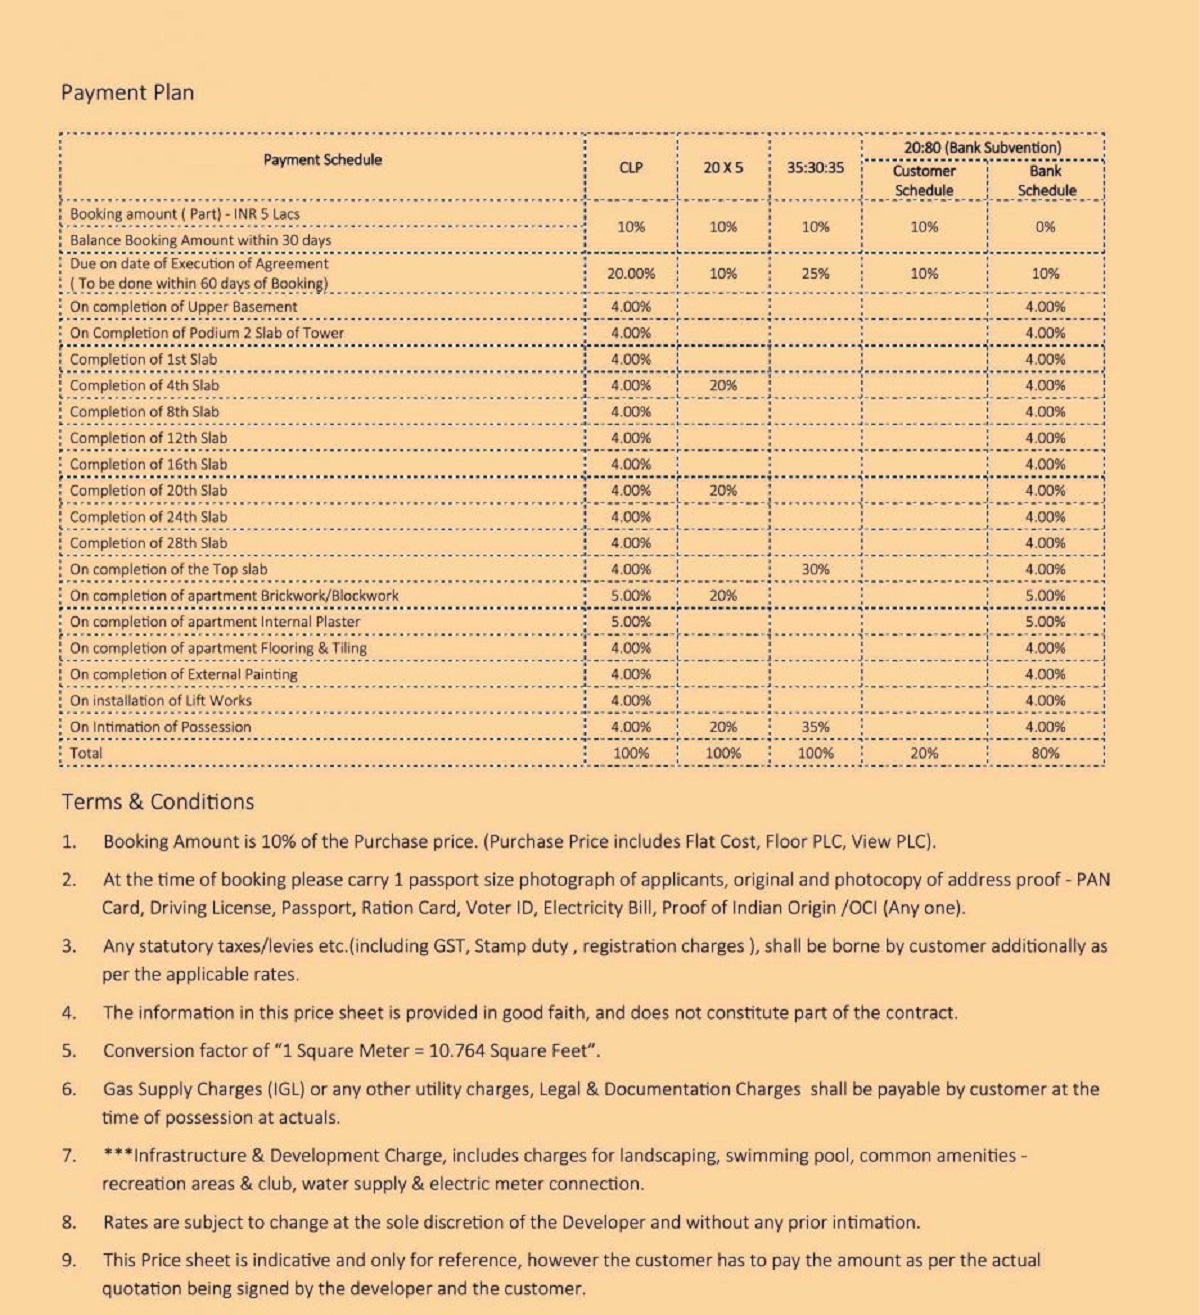 Payment Plan
Payment Schedule CLP 20 X 5 35:30:35 20:80 (Bank Subvention)
Customer Schedule Bank Schedule
Booking amount ( Part) - INR 5 Lacs
Balance Booking Amount within 30 days 10% 10% 10% 10% 0%
Due on date of Execution of Agreement
( To be done within 60 days of Booking) 20.00% 10% 25% 10% 10%
On completion of Upper Basement 4.00% 4.00%
On Completion of Podium 2 Slab of Tower 4.00% 4.00%
Completion of 1st Slab 4.00% 4.00%
Completion of 4th Slab 4.00% 20% 4.00%
Completion of 8th Slab 4.00% 4.00%
Completion of 12th Slab 4.00% 4.00%
Completion of 16th Slab 4.00% 4.00%
Completion of 20th Slab 4.00% 20% 4.00%
Completion of 24th Slab 4.00% 4.00%
Completion of 28th Slab 4.00% 4.00%
On completion of the Top slab 4.00% 30% 4.00%
On completion of apartment Brickwork/Blockwork 5.00% 20% 5.00%
On completion of apartment Internal Plaster 5.00% 5.00%
On completion of apartment Flooring & Tiling 4.00% 4.00%
On completion of External Painting 4.00% 4.00%
On installation of Lift Works 4.00% 4.00%
On Intimation of Possession 4.00% 20% 35% 4.00%
Total 100% 100% 100% 20% 80%
Terms & Conditions
1. Booking Amount is 10% of the Purchase price. (Purchase Price includes Flat Cost, Floor PLC, View PLC).
2. At the time of booking please carry 1 passport size photograph of applicants, original and photocopy of address proof - PAN
Card, Driving License, Passport, Ration Card, Voter ID, Electricity Bill, Proof of Indian Origin /OCI (Any one).
3. Any statutory taxes/levies etc.(including GST, Stamp duty , registration charges ), shall be borne by customer additionally as
per the applicable rates.
4. The information in this price sheet is provided in good faith, and does not constitute part of the contract.
5. Conversion factor of “1 Square Meter = 10.764 Square Feet”.
6. Gas Supply Charges (IGL) or any other utility charges, Legal & Documentation Charges shall be payable by customer at the
time of possession at actuals.
7. ***Infrastructure & Development Charge, includes charges for landscaping, swimming pool, common amenities -
recreation areas & club, water supply & electric meter connection.
8. Rates are subject to change at the sole discretion of the Developer and without any prior intimation.
9. This Price sheet is indicative and only for reference, however the customer has to pay the amount as per the actual
quotation being signed by the developer and the customer.